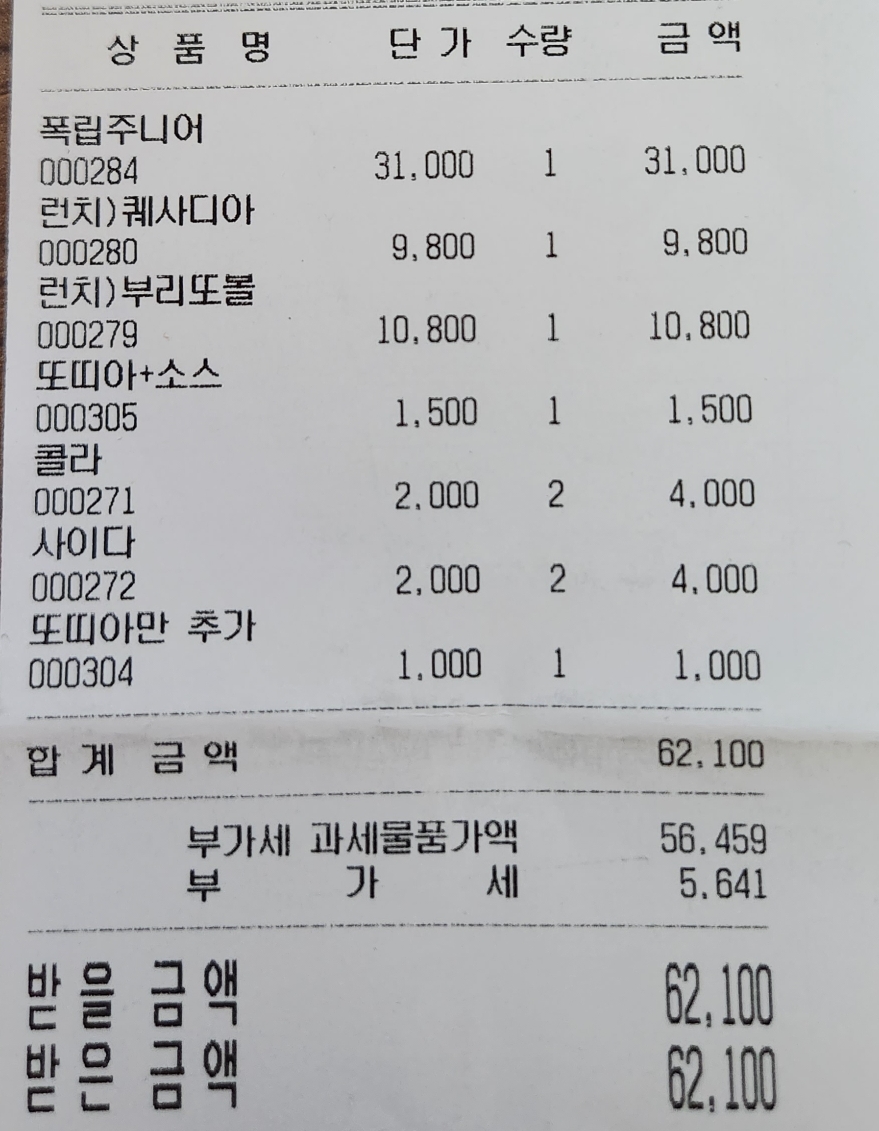 상 품 명 단 가 수량 금 액
폭립주니어
000284 31,000 1 31,000
런치)퀘사디아
000280 9,800 1 9,800
런치)부리또볼
000279 10,800 1 10,800
또띠아+소스
000305 1,500 1 1,500
콜라
000271 2,000 2 4,000
사이다
000272 2,000 2 4,000
또띠아만 추가
000304 1,000 1 1,000
합 계 금 액 62,100
부가세 과세물품가액 56,459
부 가 세 5,641
받 을 금 액 62,100
받 은 금 액 62,100